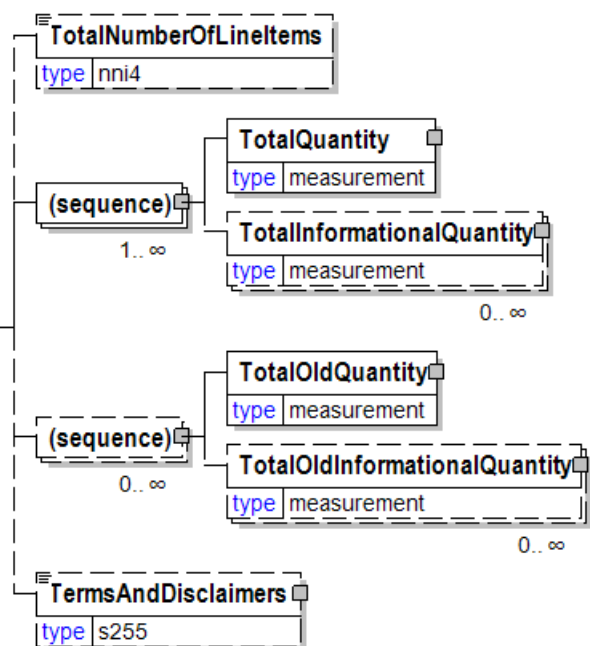 TotalNumberOfLineItems
type nni4
TotalQuantity
type measurement
(sequence)
1.. ∞
TotalInformationalQuantity
type measurement
0.. ∞
TotalOldQuantity
type measurement
(sequence)
0.. ∞
TotalOldInformationalQuantity
type measurement
0.. ∞
TermsAndDisclaimers
type s255